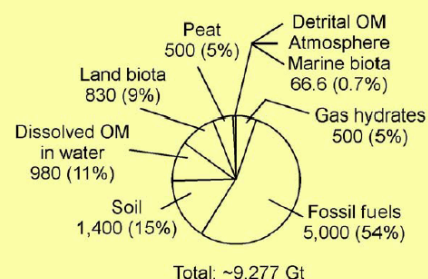 Peat
500 (5%)
Detrital OM
Atmosphere
Marine biota
66.6 (0.7%)
Land biota
830 (9%)
Gas hydrates
500 (5%)
Dissolved OM
in water
980 (11%)
Soil
1,400 (15%)
Fossil fuels
5,000 (54%)
Total: ~9,277 Gt